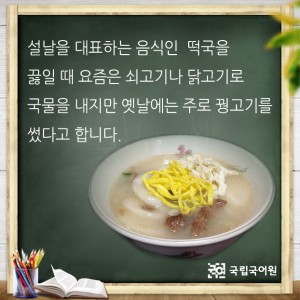 설날을 대표하는 음식인 떡국을
끓일 때 요즘은 쇠고기나 닭고기로
국물을 내지만 옛날에는 주로 꿩고기를
썼다고 합니다.
국립국어원